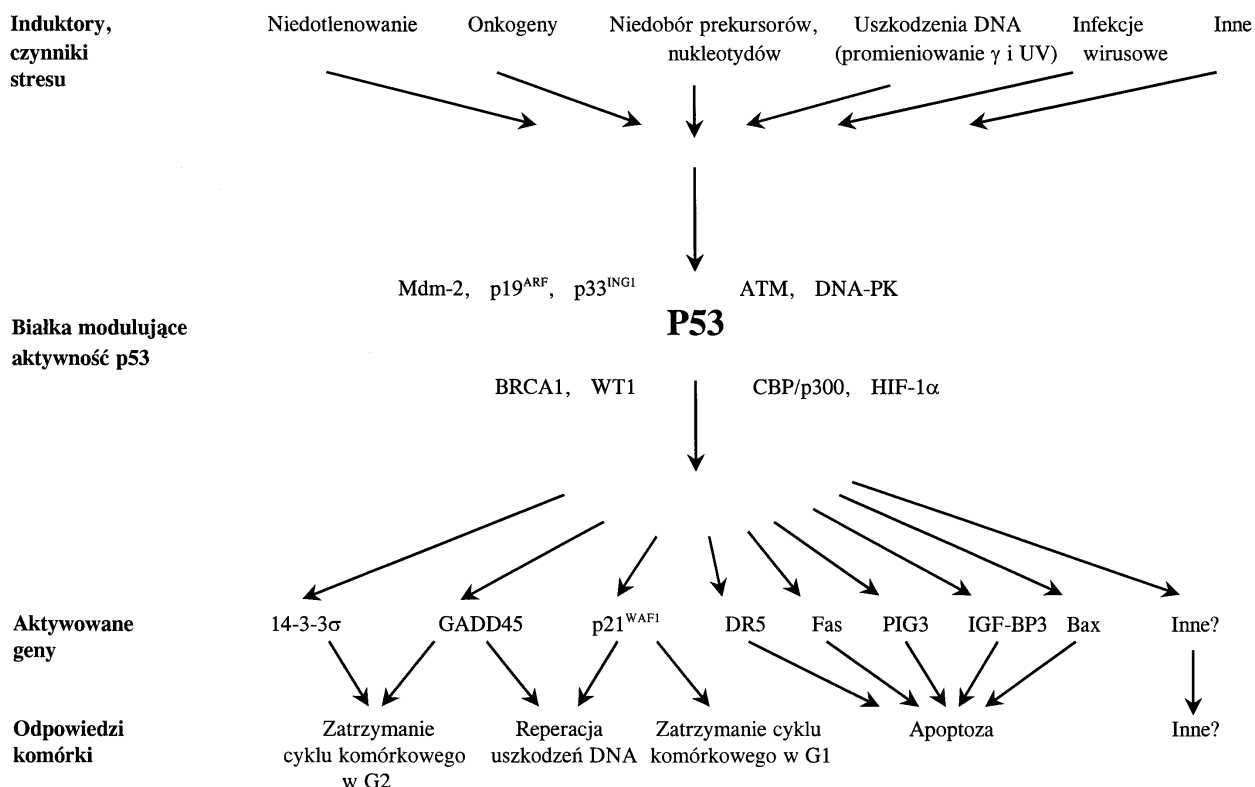 Induktory,
czynniki
stresu
Niedotlenowanie
Onkogeny
Niedobór prekursorów,
nukleotydów
Uszkodzenia DNA
(promieniowanie γ i UV)
Infekcje
wirusowe
Inne
Mdm-2, p19ARF, p33ING1
ATM, DNA-PK
Białka modulujące
aktywność p53
P53
BRCA1, WT1
CBP/p300, HIF-1α
Aktywowane
geny
14-3-3σ
GADD45
p21WAF1
DR5
Fas
PIG3
IGF-BP3
Bax
Inne?
Odpowiedzi
komórki
Zatrzymanie
cyklu komórkowego
w G2
Reperacja
uszkodzeń DNA
Zatrzymanie cyklu
komórkowego w G1
Apoptoza
Inne?